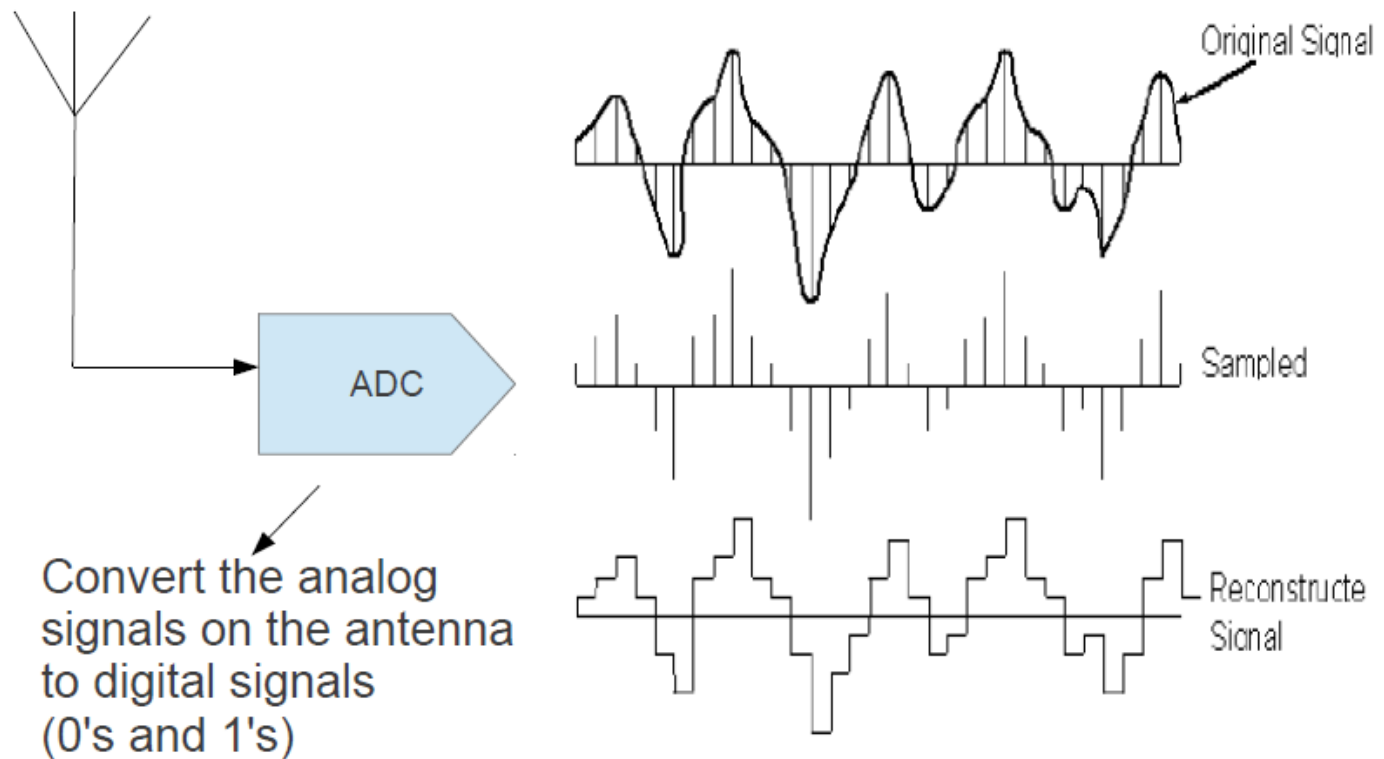 Original Signal
ADC
Sampled
Convert the analog
signals on the antenna
to digital signals
(0's and 1's)
Reconstructe
Signal